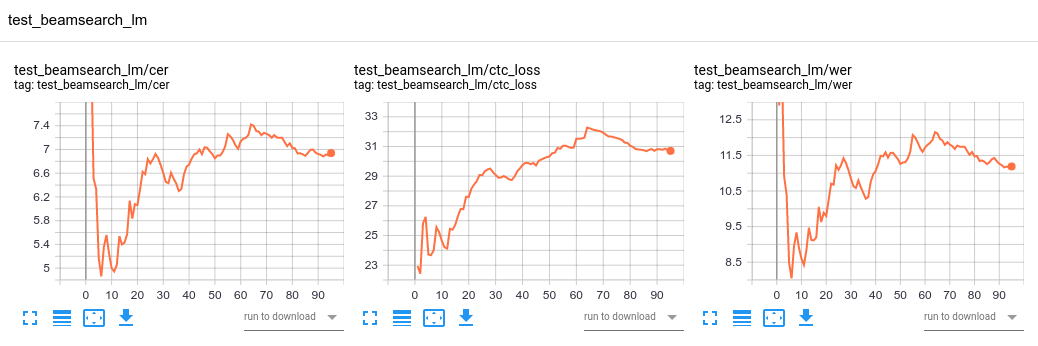 test_beamsearch_lm
test_beamsearch_lm/cer
tag: test_beamsearch_lm/cer
7.4
7
6.6
6.2
5.8
5.4
5
0 10 20 30 40 50 60 70 80 90
run to download
test_beamsearch_lm/ctc_loss
tag: test_beamsearch_lm/ctc_loss
33
31
29
27
25
23
0 10 20 30 40 50 60 70 80 90
run to download
test_beamsearch_lm/wer
tag: test_beamsearch_lm/wer
12.5
11.5
10.5
9.5
8.5
0 10 20 30 40 50 60 70 80 90
run to download